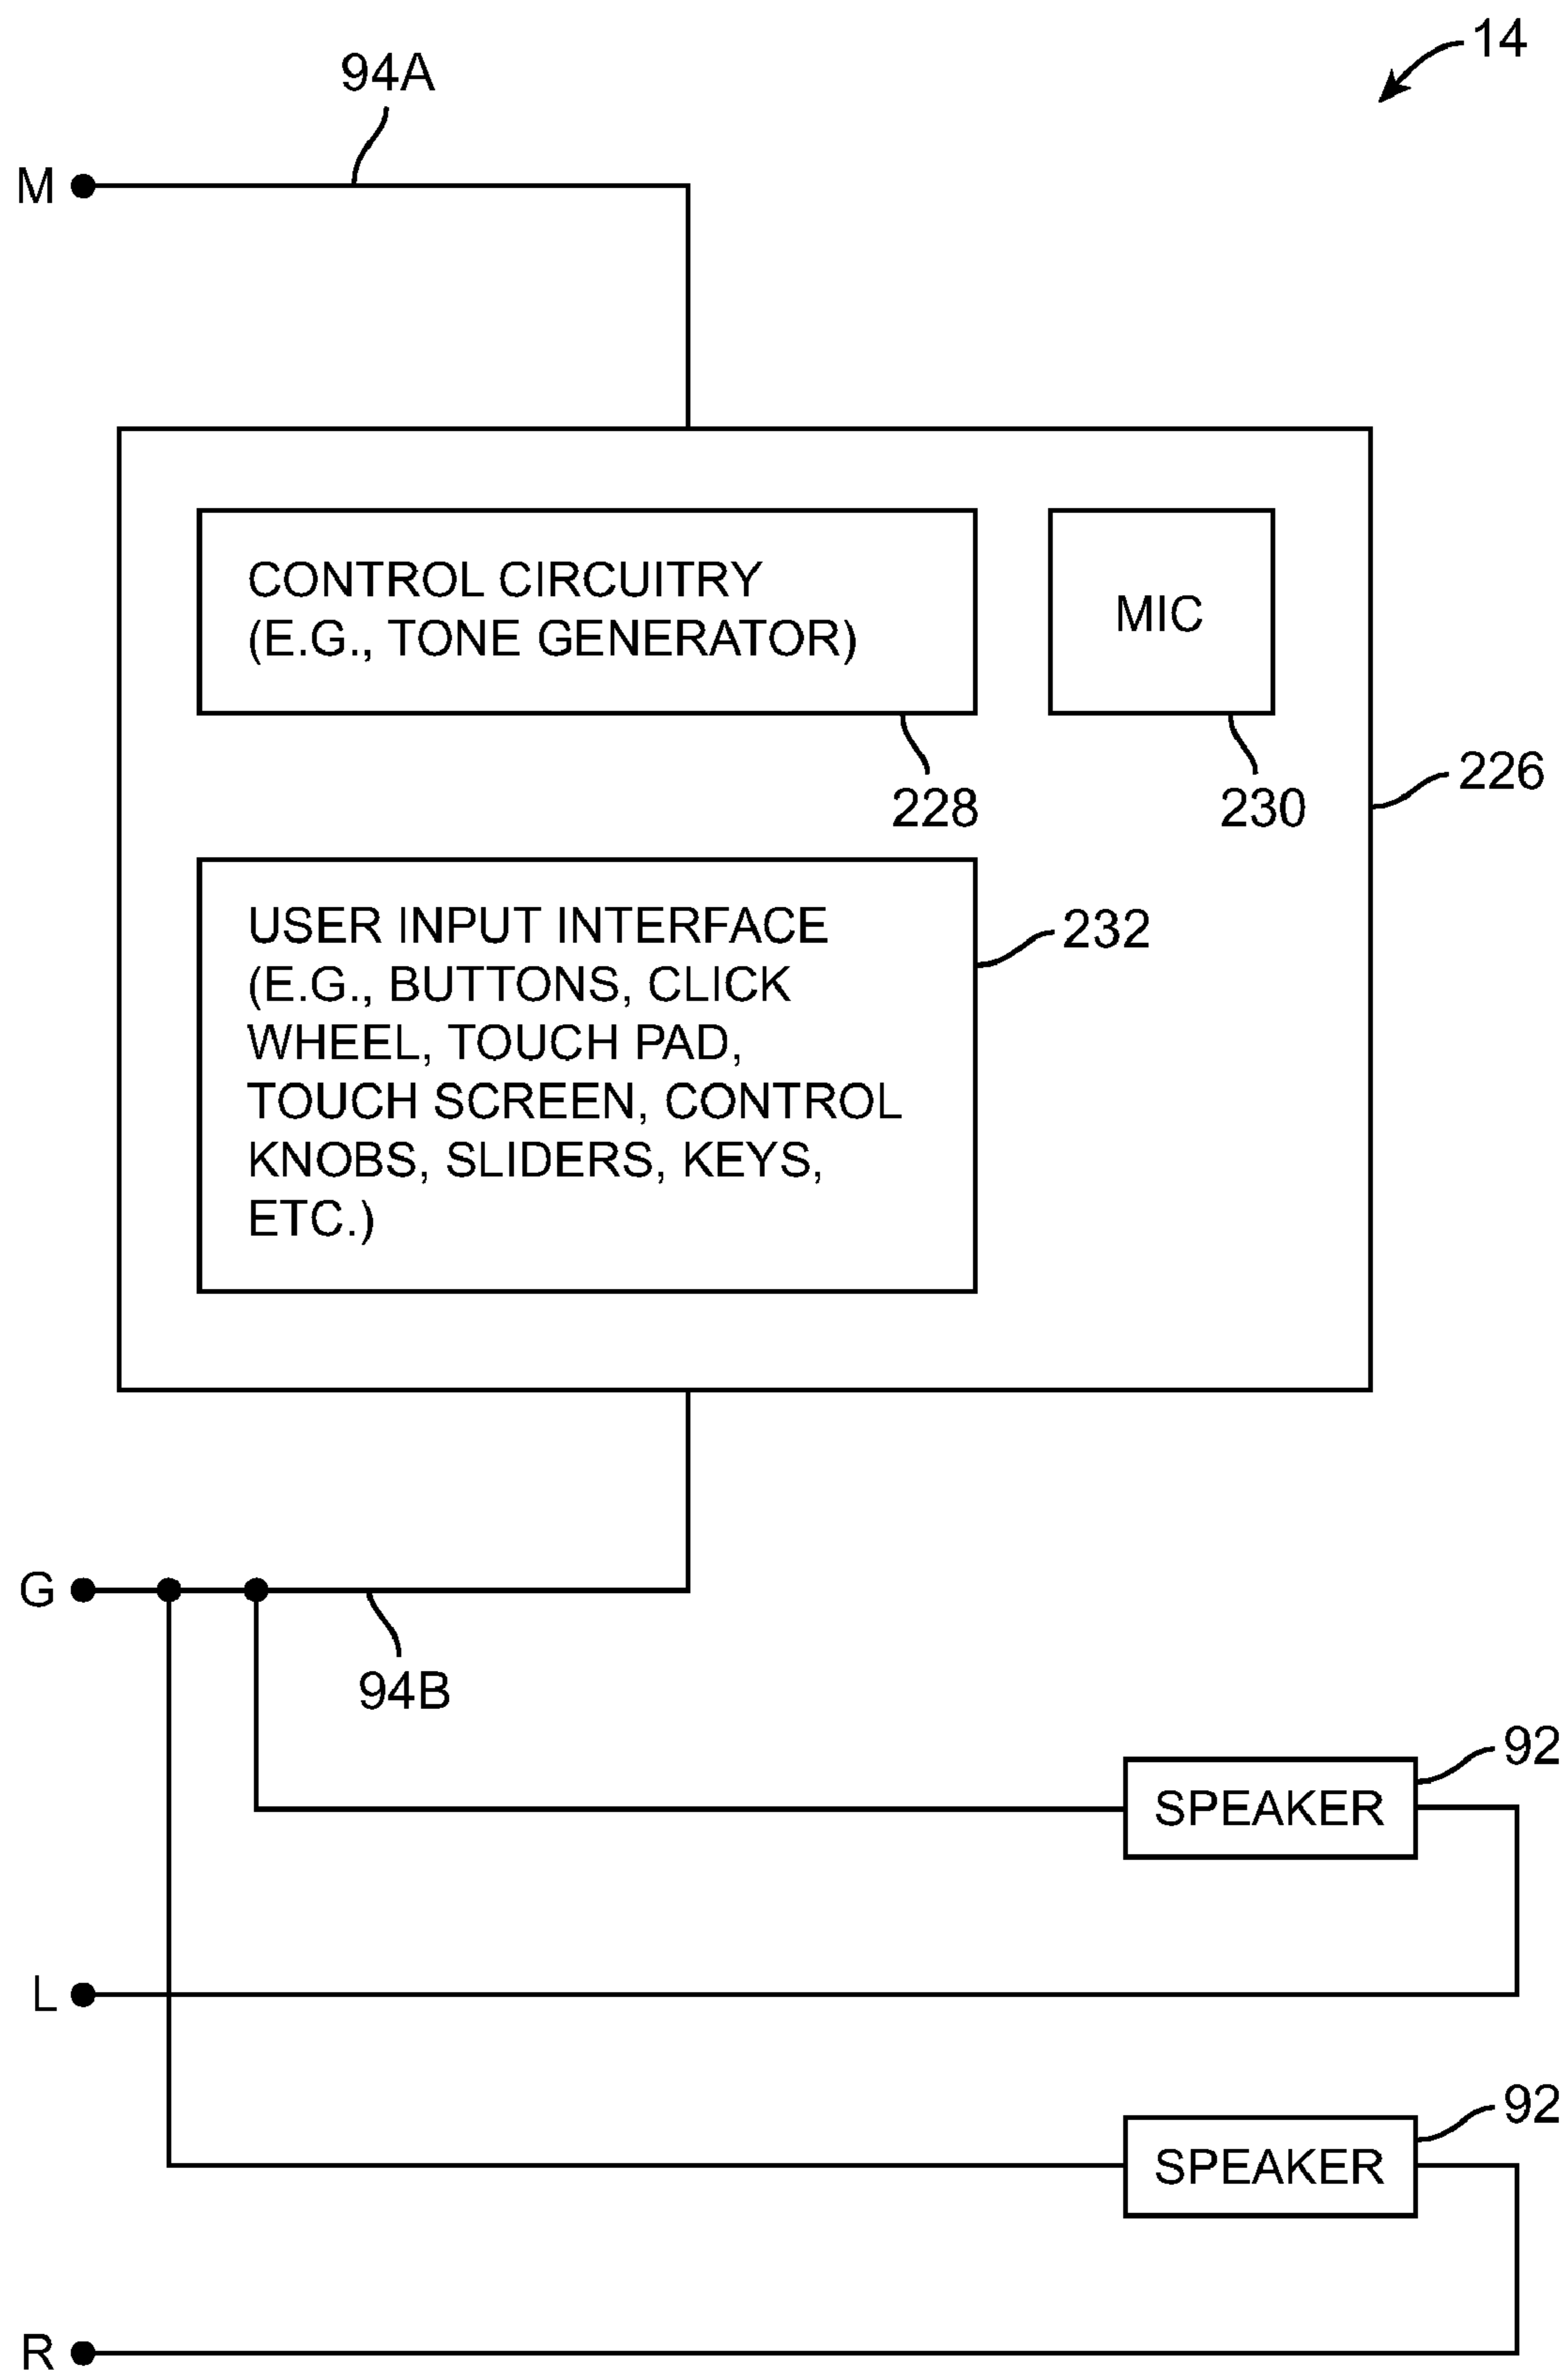 14
94A
M
CONTROL CIRCUITRY
(E.G., TONE GENERATOR)
MIC
228
230
226
USER INPUT INTERFACE
(E.G., BUTTONS, CLICK
WHEEL, TOUCH PAD,
TOUCH SCREEN, CONTROL
KNOBS, SLIDERS, KEYS,
ETC.)
232
G
94B
92
SPEAKER
L
92
SPEAKER
R